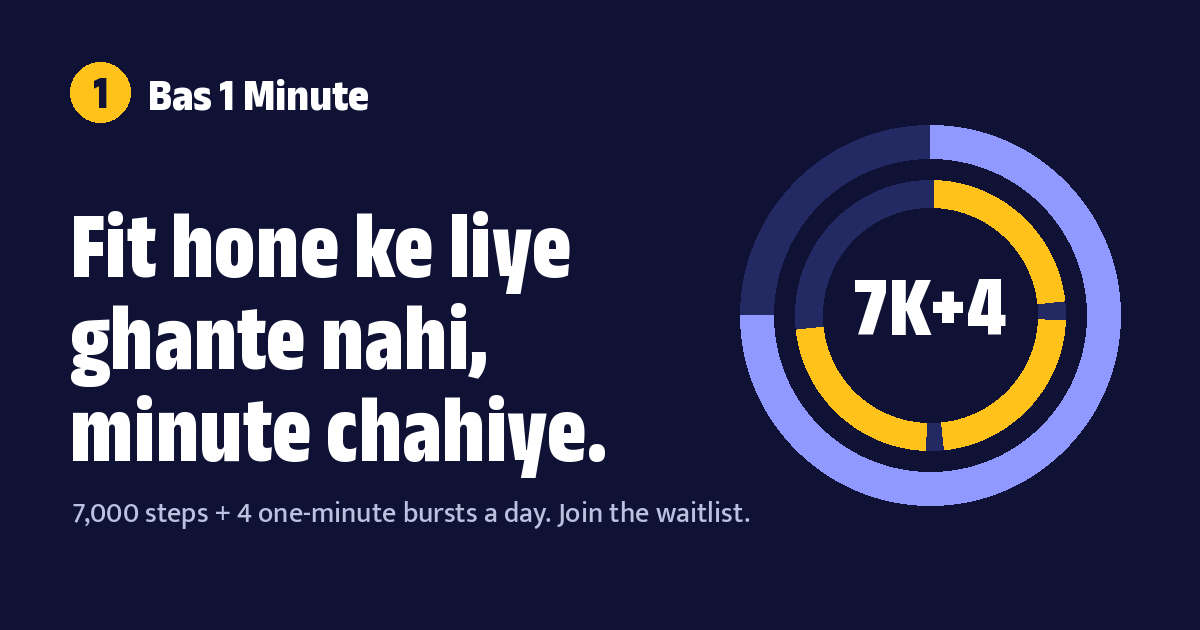 1 Bas 1 Minute
Fit hone ke liye
ghante nahi,
minute chahiye.
7,000 steps + 4 one-minute bursts a day. Join the waitlist.
7K+4